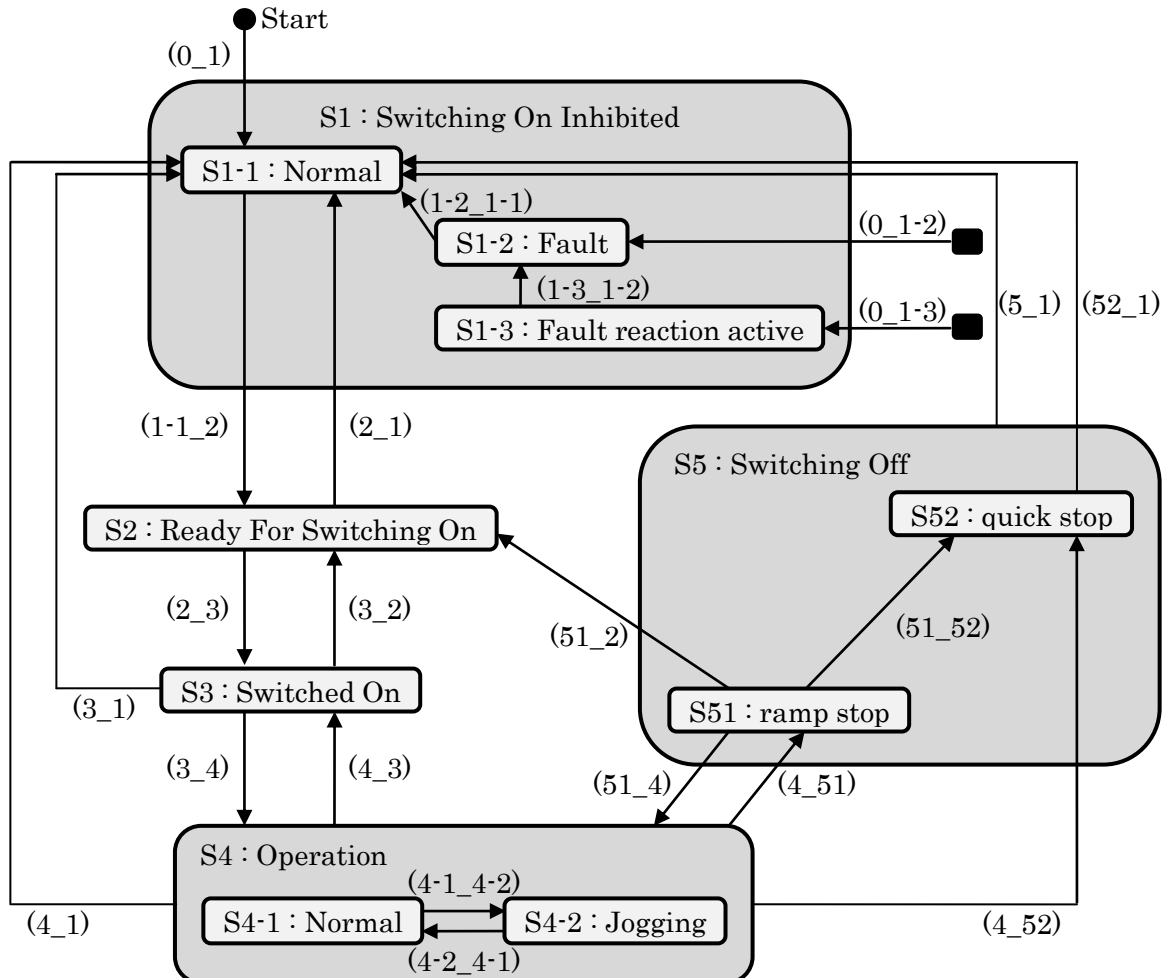 Start
(0_1)
S1 : Switching On Inhibited
S1-1 : Normal
(1-2_1-1)
S1-2 : Fault
(0_1-2)
(1-3_1-2)
S1-3 : Fault reaction active
(0_1-3)
(5_1)
(52_1)
(1-1_2)
(2_1)
S5 : Switching Off
S52 : quick stop
S2 : Ready For Switching On
(2_3)
(3_2)
(51_2)
(51_52)
S3 : Switched On
(3_1)
S51 : ramp stop
(3_4)
(4_3)
(51_4)
(4_51)
S4 : Operation
(4-1_4-2)
S4-1 : Normal
S4-2 : Jogging
(4-2_4-1)
(4_1)
(4_52)